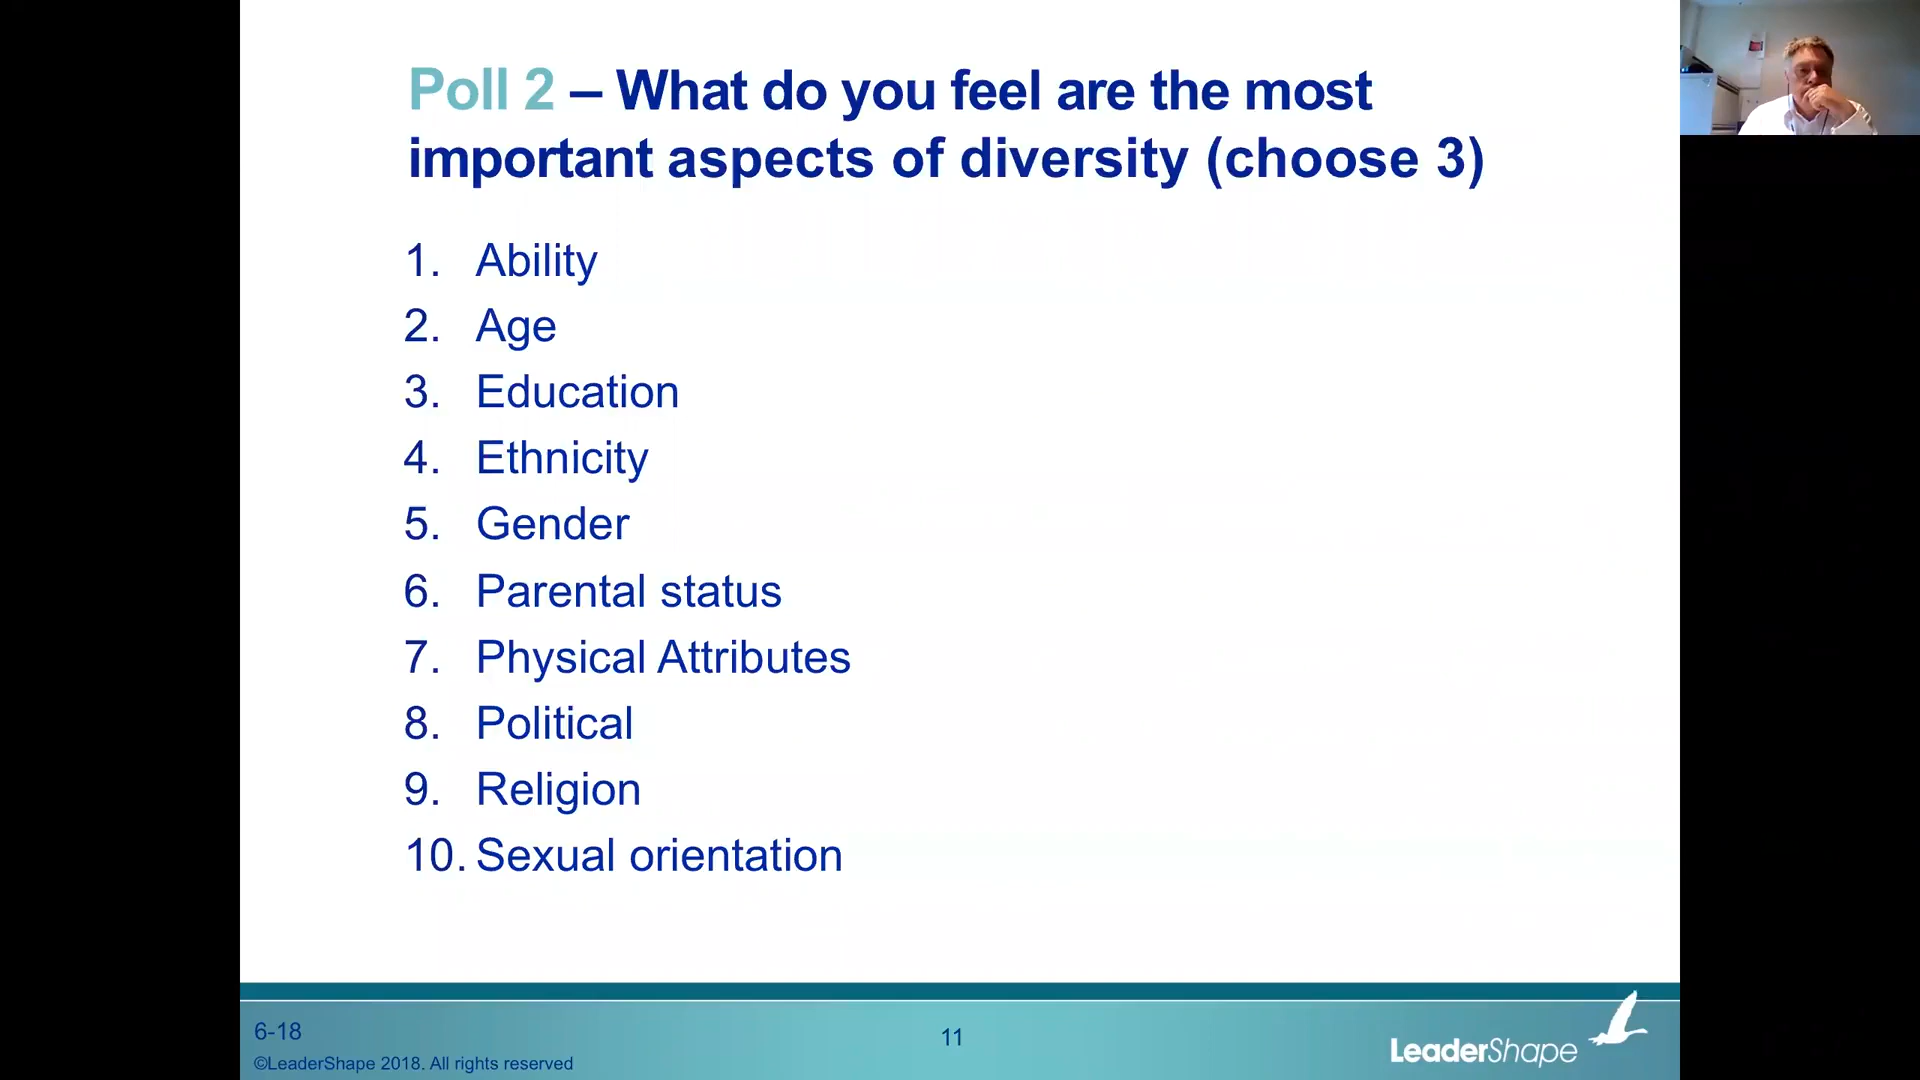 Poll 2 – What do you feel are the most
important aspects of diversity (choose 3)
1. Ability
2. Age
3. Education
4. Ethnicity
5. Gender
6. Parental status
7. Physical Attributes
8. Political
9. Religion
10. Sexual orientation
6-18
©LeaderShape 2018. All rights reserved
11
LeaderShape